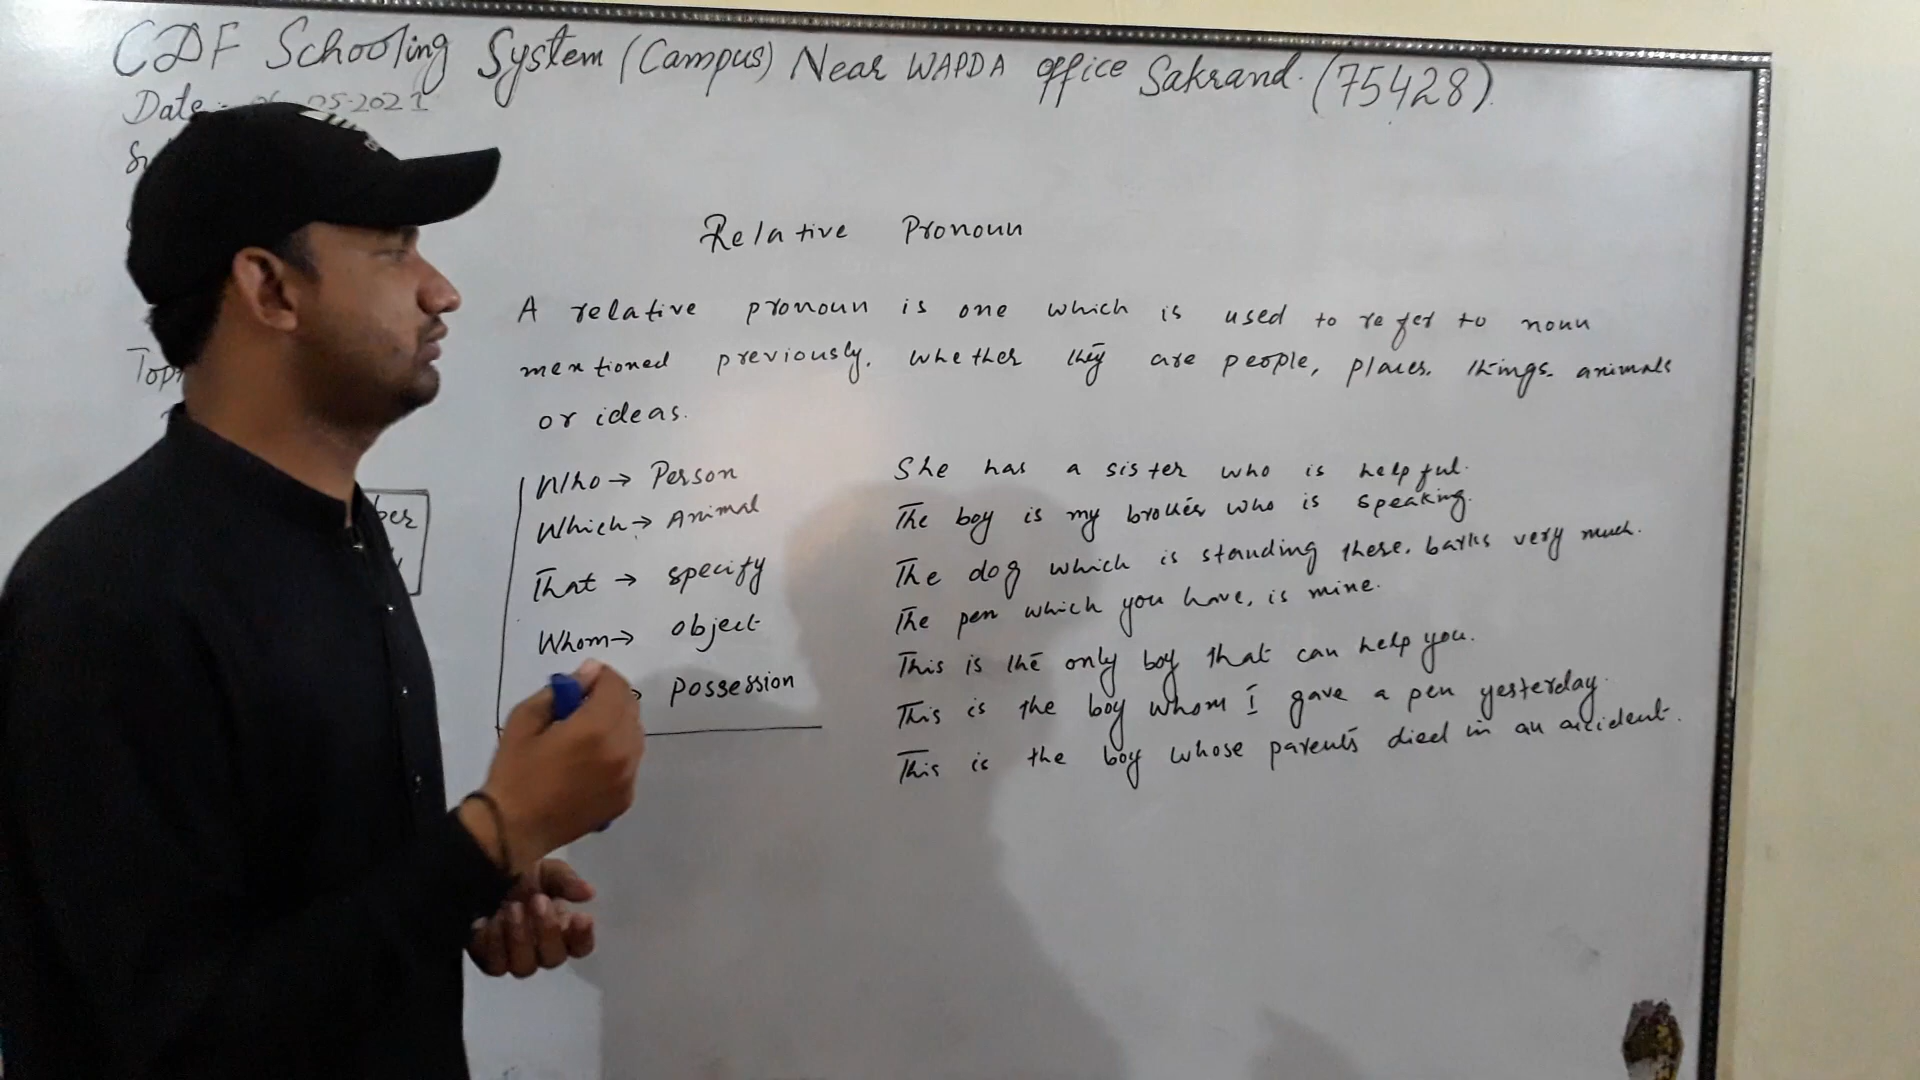 CDF Schooling System (Campus) Near WAPDA office Sakrand. (75428).
Date:- 05-2021
Relative Pronoun
A relative pronoun is one which is used to refer to noun
mentioned previously, whether they are people, places, things, animals
or ideas.
Who → Person
Which → Animal
That → specify
Whom → object
→ possession
She has a sister who is helpful.
The boy is my brother who is speaking.
The dog which is standing there, barks very much.
The pen which you have, is mine.
This is the only boy that can help you.
This is the boy whom I gave a pen yesterday.
This is the boy whose parents died in an accident.